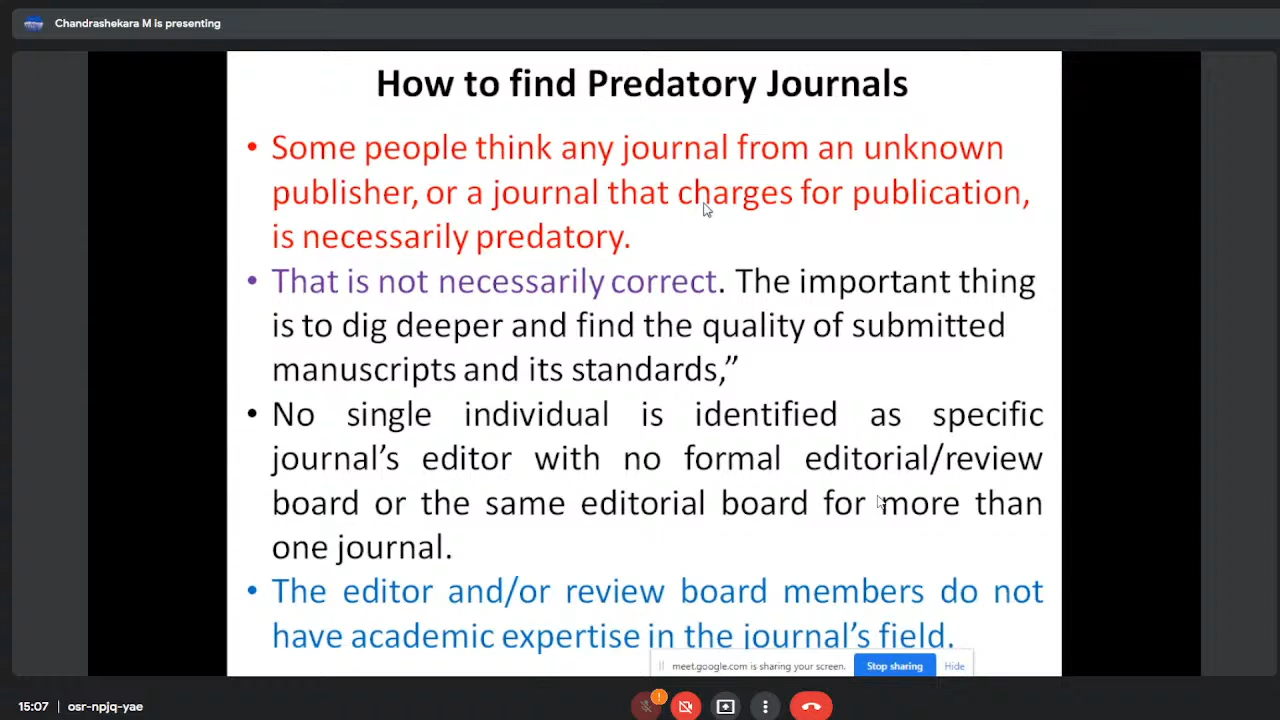 Chandrashekara M is presenting
How to find Predatory Journals
• Some people think any journal from an unknown
publisher, or a journal that charges for publication,
is necessarily predatory.
• That is not necessarily correct. The important thing
is to dig deeper and find the quality of submitted
manuscripts and its standards,”
• No single individual is identified as specific
journal’s editor with no formal editorial/review
board or the same editorial board for more than
one journal.
• The editor and/or review board members do not
have academic expertise in the journal’s field.
meet.google.com is sharing your screen. Stop sharing Hide
15:07 | osr-npjq-yae